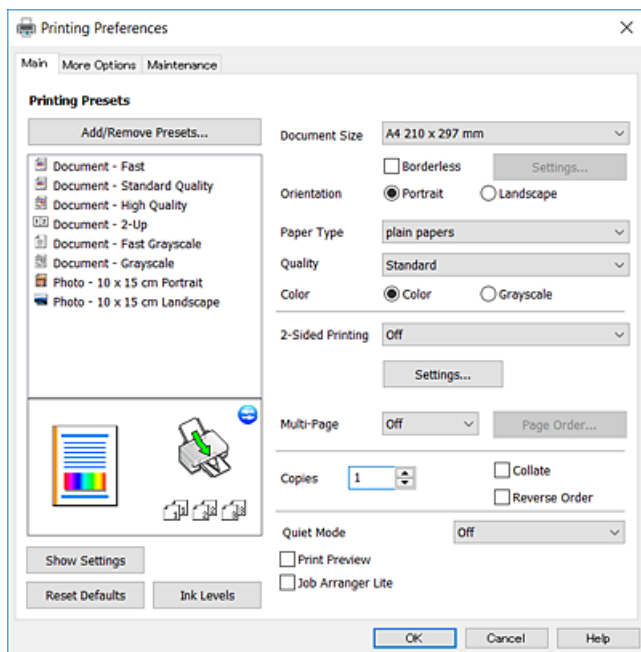 Printing Preferences
Main More Options Maintenance
Printing Presets
Add/Remove Presets...
Document - Fast
Document - Standard Quality
Document - High Quality
Document - 2-Up
Document - Fast Grayscale
Document - Grayscale
Photo - 10 x 15 cm Portrait
Photo - 10 x 15 cm Landscape
Show Settings
Reset Defaults Ink Levels
Document Size A4 210 x 297 mm
Borderless Settings...
Orientation Portrait Landscape
Paper Type plain papers
Quality Standard
Color Color Grayscale
2-Sided Printing Off
Settings...
Multi-Page Off Page Order...
Copies 1 Collate
Reverse Order
Quiet Mode Off
Print Preview
Job Arranger Lite
OK Cancel Help